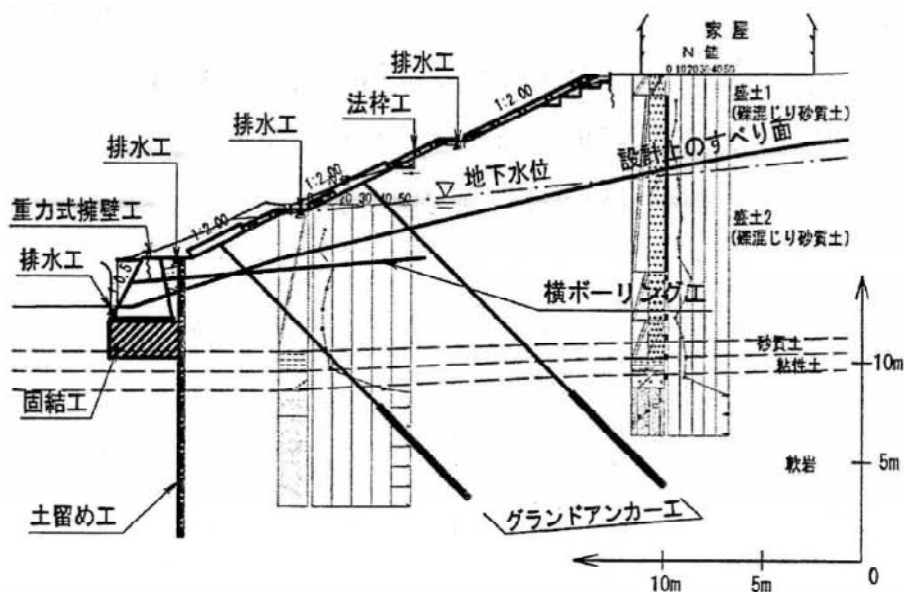 家屋
N 値
0 10 20 30 40 50
排水工
1:2.00
法枠工
盛土1
(礫混じり砂質土)
排水工
設計上のすべり面
排水工
1:2.00
地下水位
20 30 40 50
重力式擁壁工
1:2.00
盛土2
(礫混じり砂質土)
排水工
1:0.5
横ボーリング工
砂質土
粘性土
10m
固結工
軟岩
5m
土留め工
グランドアンカー工
10m
5m
0